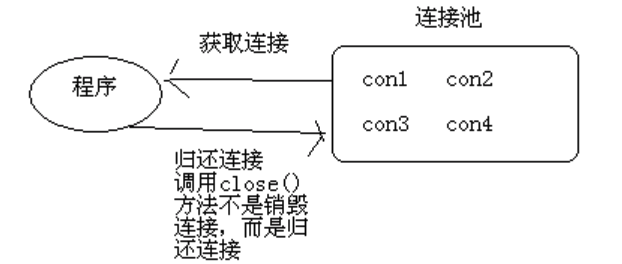 连接池
获取连接
程序
con1 con2
con3 con4
归还连接
调用close()
方法不是销毁
连接，而是归
还连接